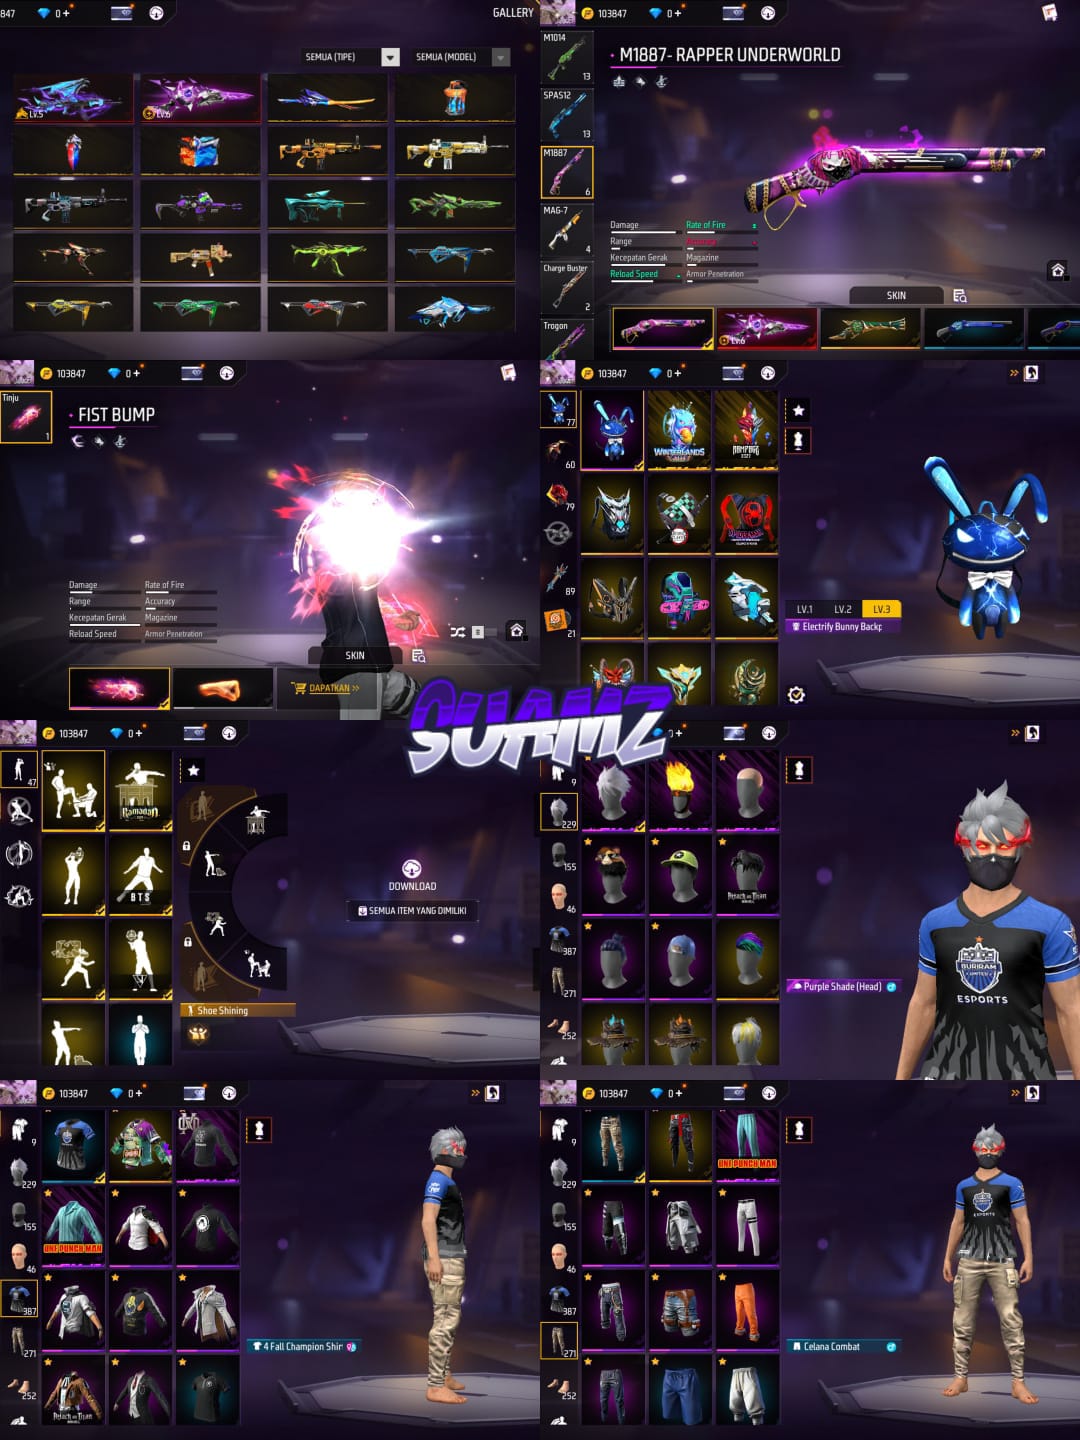 847 0 + GALLERY
SEMUA (TIPE) SEMUA (MODEL)
Lv.5 Lv.6
103847 0 +
M1014
13
SPAS12
13
M1887
6
MAG-7
4
Charge Buster
2
Trogon
M1887- RAPPER UNDERWORLD
Damage Rate of Fire
Range Accuracy
Kecepatan Gerak Magazine
Reload Speed Armor Penetration
SKIN
Lv.6
103847 0 +
Tinju
1
FIST BUMP
Damage Rate of Fire
Range Accuracy
Kecepatan Gerak Magazine
Reload Speed Armor Penetration
SKIN
DAPATKAN >>
103847 0 +
77
60
79
89
21
WINTERLANDS
RAMPAGE
LV.1 LV.2 LV.3
Electrify Bunny Backp
SUAMZ
103847 0 +
47
Ramadan
BTS
DOWNLOAD
SEMUA ITEM YANG DIMILIKI
Shoe Shining
0 +
9
229
155
46
387
271
252
Attack on Titan
BURIRAM
UNITED
ESPORTS
Purple Shade (Head)
103847 0 +
9
229
155
46
387
271
252
ONE PUNCH MAN
Attack on Titan
4 Fall Champion Shir
103847 0 +
9
229
155
46
387
271
252
ONE PUNCH MAN
ESPORTS
Celana Combat